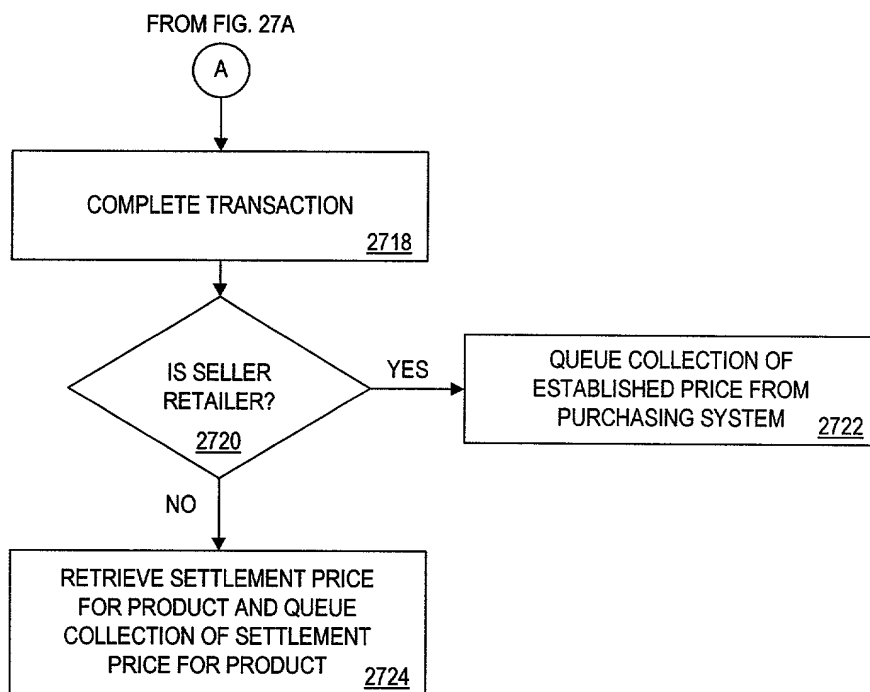 FROM FIG. 27A
A
COMPLETE TRANSACTION
2718
IS SELLER
RETAILER?
2720
YES
QUEUE COLLECTION OF
ESTABLISHED PRICE FROM
PURCHASING SYSTEM
2722
NO
RETRIEVE SETTLEMENT PRICE
FOR PRODUCT AND QUEUE
COLLECTION OF SETTLEMENT
PRICE FOR PRODUCT
2724